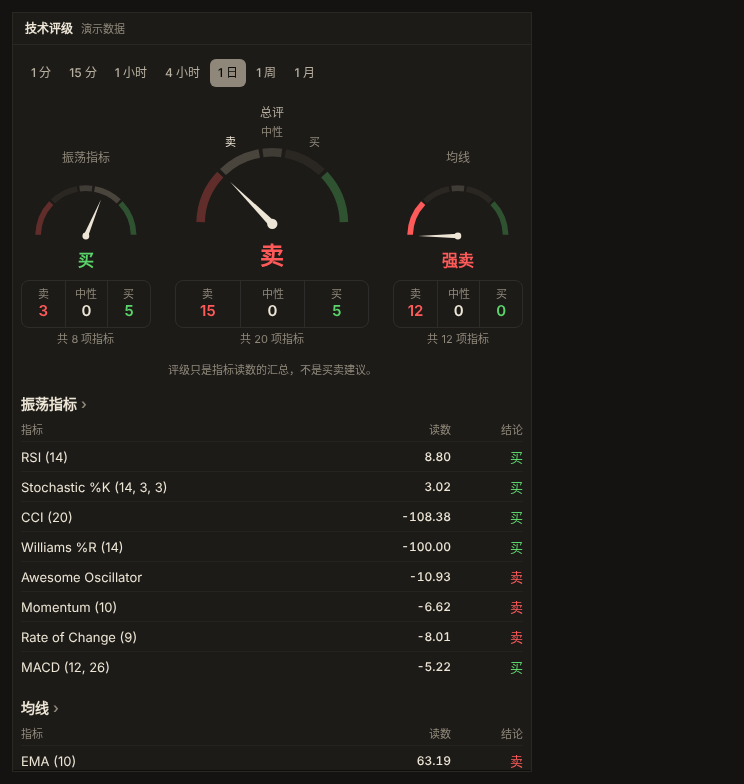 技术评级 演示数据
1 分 15 分 1 小时 4 小时 1 日 1 周 1 月
总评
卖 中性 买
振荡指标
均线
买
卖
强卖
卖 中性 买
3 0 5
共 8 项指标
卖 中性 买
15 0 5
共 20 项指标
卖 中性 买
12 0 0
共 12 项指标
评级只是指标读数的汇总，不是买卖建议。
振荡指标 ›
指标 读数 结论
RSI (14) 8.80 买
Stochastic %K (14, 3, 3) 3.02 买
CCI (20) -108.38 买
Williams %R (14) -100.00 买
Awesome Oscillator -10.93 卖
Momentum (10) -6.62 卖
Rate of Change (9) -8.01 卖
MACD (12, 26) -5.22 买
均线 ›
指标 读数 结论
EMA (10) 63.19 卖